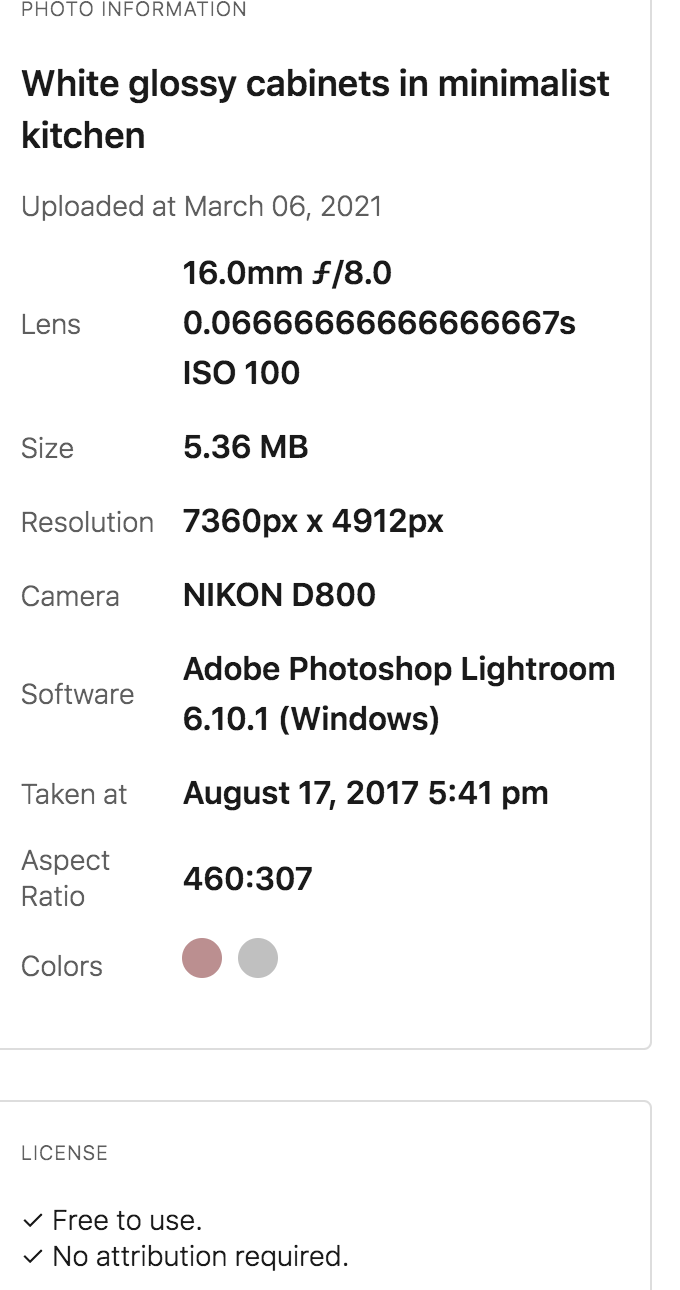 PHOTO INFORMATION
White glossy cabinets in minimalist
kitchen
Uploaded at March 06, 2021
Lens
16.0mm ƒ/8.0
0.06666666666666667s
ISO 100
Size 5.36 MB
Resolution 7360px x 4912px
Camera NIKON D800
Software
Adobe Photoshop Lightroom
6.10.1 (Windows)
Taken at August 17, 2017 5:41 pm
Aspect
Ratio
460:307
Colors
LICENSE
✓ Free to use.
✓ No attribution required.